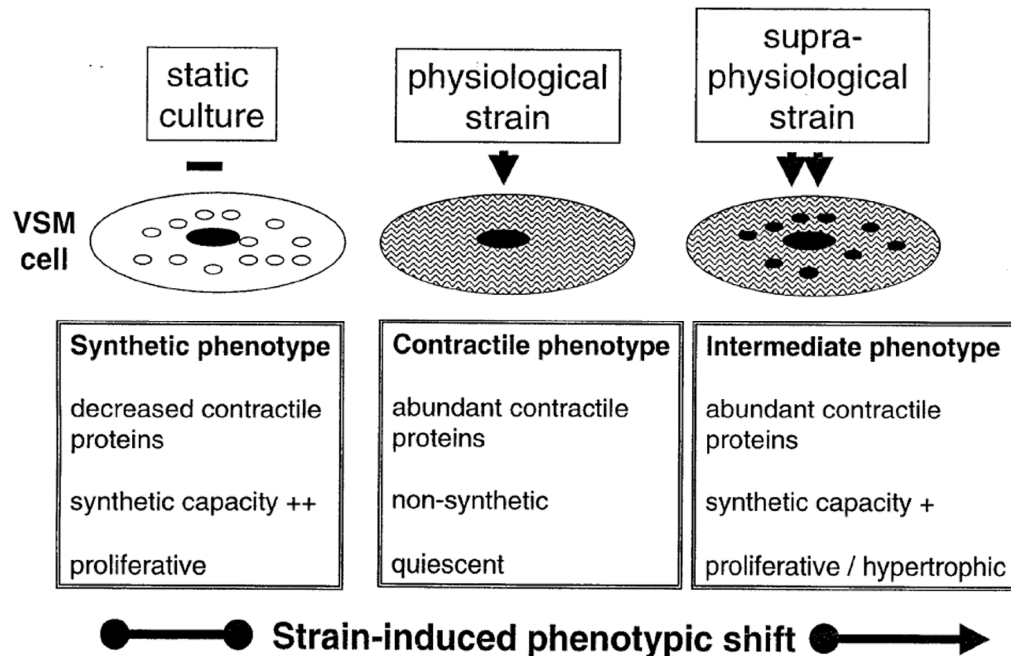 static
culture
physiological
strain
supra-
physiological
strain
VSM
cell
Synthetic phenotype
decreased contractile
proteins
synthetic capacity ++
proliferative
Contractile phenotype
abundant contractile
proteins
non-synthetic
quiescent
Intermediate phenotype
abundant contractile
proteins
synthetic capacity +
proliferative / hypertrophic
Strain-induced phenotypic shift